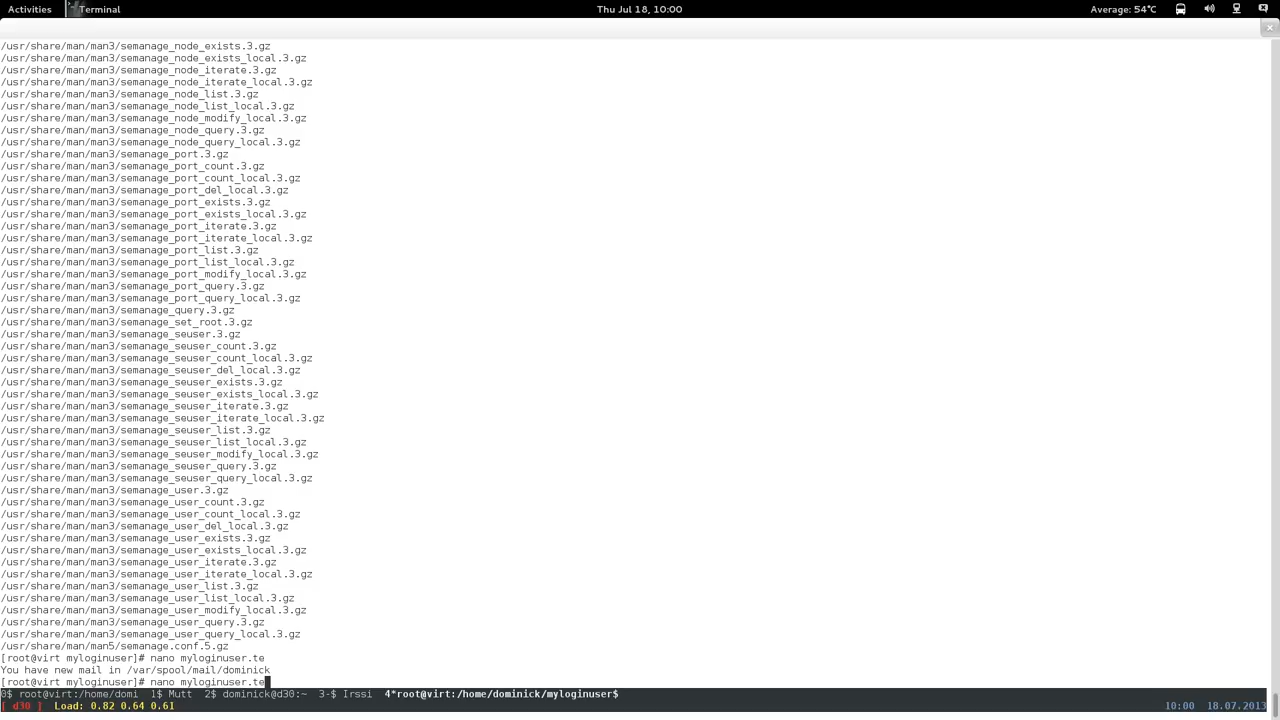 Activities Terminal Thu Jul 18, 10:00 Average: 54°C
/usr/share/man/man3/semanage_node_exists.3.gz
/usr/share/man/man3/semanage_node_exists_local.3.gz
/usr/share/man/man3/semanage_node_iterate.3.gz
/usr/share/man/man3/semanage_node_iterate_local.3.gz
/usr/share/man/man3/semanage_node_list.3.gz
/usr/share/man/man3/semanage_node_list_local.3.gz
/usr/share/man/man3/semanage_node_modify_local.3.gz
/usr/share/man/man3/semanage_node_query.3.gz
/usr/share/man/man3/semanage_node_query_local.3.gz
/usr/share/man/man3/semanage_port.3.gz
/usr/share/man/man3/semanage_port_count.3.gz
/usr/share/man/man3/semanage_port_count_local.3.gz
/usr/share/man/man3/semanage_port_del_local.3.gz
/usr/share/man/man3/semanage_port_exists.3.gz
/usr/share/man/man3/semanage_port_exists_local.3.gz
/usr/share/man/man3/semanage_port_iterate.3.gz
/usr/share/man/man3/semanage_port_iterate_local.3.gz
/usr/share/man/man3/semanage_port_list.3.gz
/usr/share/man/man3/semanage_port_list_local.3.gz
/usr/share/man/man3/semanage_port_modify_local.3.gz
/usr/share/man/man3/semanage_port_query.3.gz
/usr/share/man/man3/semanage_port_query_local.3.gz
/usr/share/man/man3/semanage_query.3.gz
/usr/share/man/man3/semanage_set_root.3.gz
/usr/share/man/man3/semanage_seuser.3.gz
/usr/share/man/man3/semanage_seuser_count.3.gz
/usr/share/man/man3/semanage_seuser_count_local.3.gz
/usr/share/man/man3/semanage_seuser_del_local.3.gz
/usr/share/man/man3/semanage_seuser_exists.3.gz
/usr/share/man/man3/semanage_seuser_exists_local.3.gz
/usr/share/man/man3/semanage_seuser_iterate.3.gz
/usr/share/man/man3/semanage_seuser_iterate_local.3.gz
/usr/share/man/man3/semanage_seuser_list.3.gz
/usr/share/man/man3/semanage_seuser_list_local.3.gz
/usr/share/man/man3/semanage_seuser_modify_local.3.gz
/usr/share/man/man3/semanage_seuser_query.3.gz
/usr/share/man/man3/semanage_seuser_query_local.3.gz
/usr/share/man/man3/semanage_user.3.gz
/usr/share/man/man3/semanage_user_count.3.gz
/usr/share/man/man3/semanage_user_count_local.3.gz
/usr/share/man/man3/semanage_user_del_local.3.gz
/usr/share/man/man3/semanage_user_exists.3.gz
/usr/share/man/man3/semanage_user_exists_local.3.gz
/usr/share/man/man3/semanage_user_iterate.3.gz
/usr/share/man/man3/semanage_user_iterate_local.3.gz
/usr/share/man/man3/semanage_user_list.3.gz
/usr/share/man/man3/semanage_user_list_local.3.gz
/usr/share/man/man3/semanage_user_modify_local.3.gz
/usr/share/man/man3/semanage_user_query.3.gz
/usr/share/man/man3/semanage_user_query_local.3.gz
/usr/share/man/man5/semanage.conf.5.gz
[root@virt myloginuser]# nano myloginuser.te
You have new mail in /var/spool/mail/dominick
[root@virt myloginuser]# nano myloginuser.te
0$ root@virt:/home/domi 1$ Mutt 2$ dominick@d30:~ 3-$ Irssi 4*root@virt:/home/dominick/myloginuser$
[ d30 ] Load: 0.82 0.64 0.61 10:00 18.07.2013